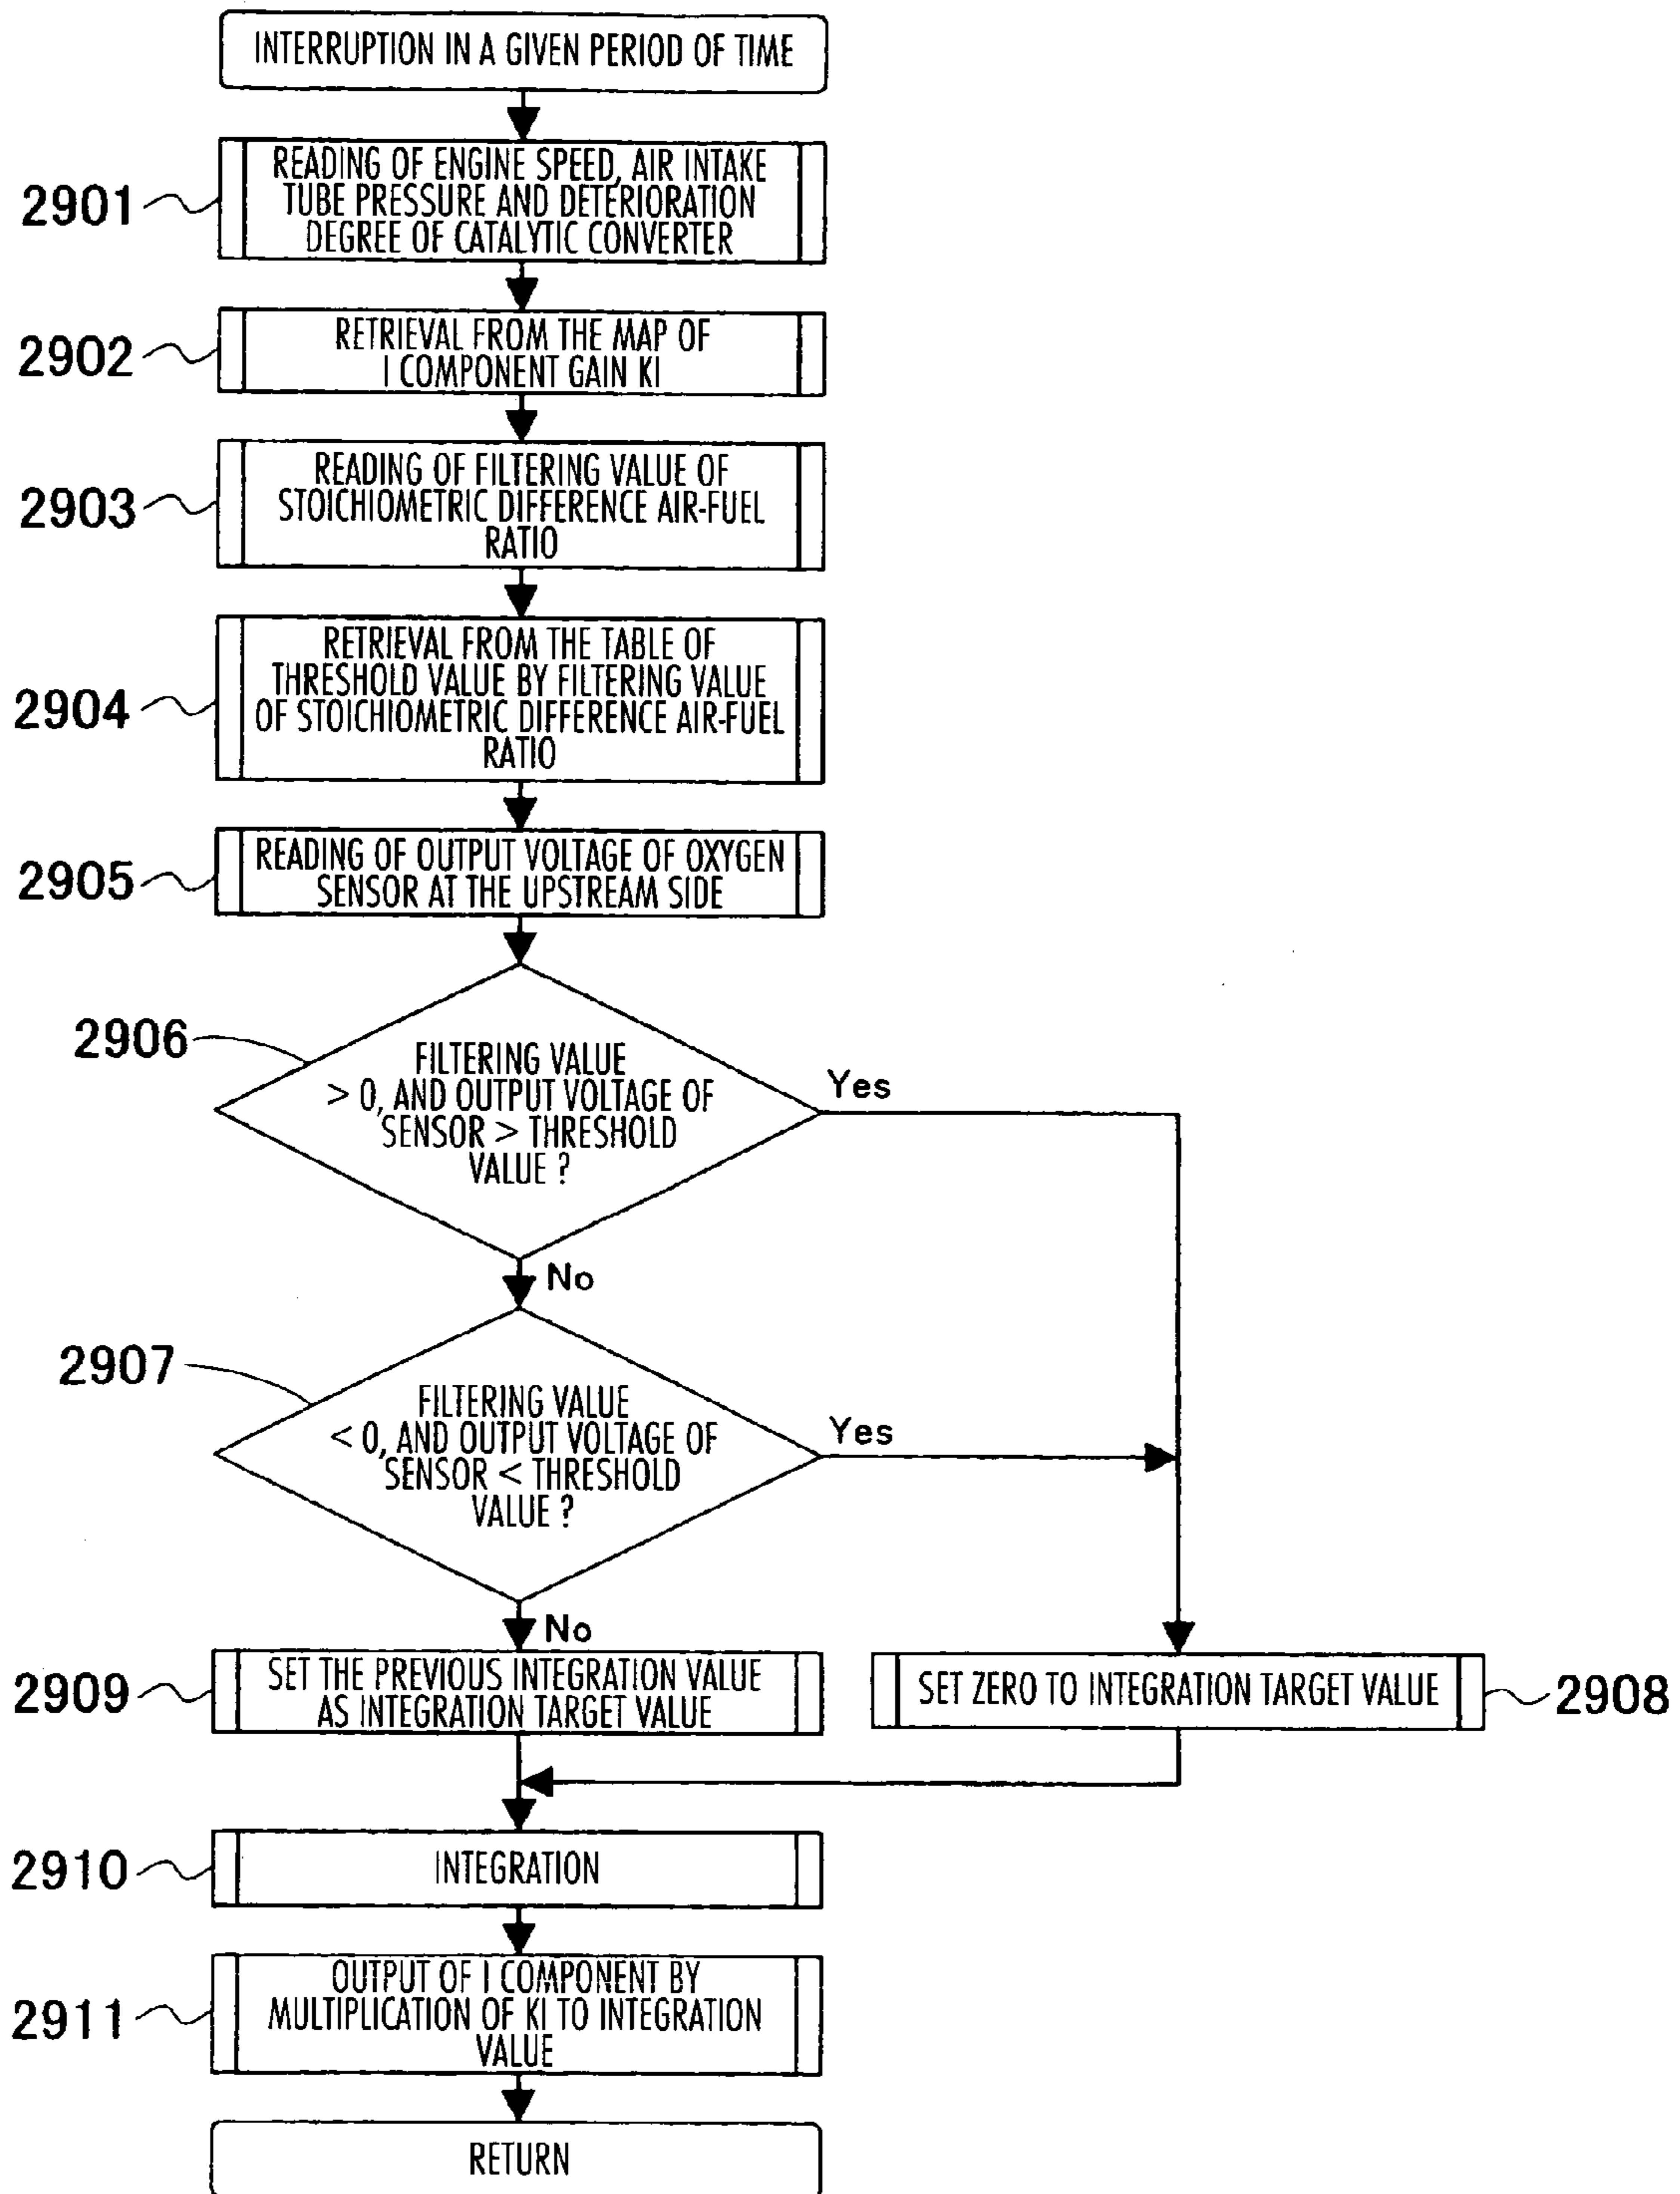 INTERRUPTION IN A GIVEN PERIOD OF TIME
2901
READING OF ENGINE SPEED, AIR INTAKE
TUBE PRESSURE AND DETERIORATION
DEGREE OF CATALYTIC CONVERTER
2902
RETRIEVAL FROM THE MAP OF
I COMPONENT GAIN KI
2903
READING OF FILTERING VALUE OF
STOICHIOMETRIC DIFFERENCE AIR-FUEL
RATIO
2904
RETRIEVAL FROM THE TABLE OF
THRESHOLD VALUE BY FILTERING VALUE
OF STOICHIOMETRIC DIFFERENCE AIR-FUEL
RATIO
2905
READING OF OUTPUT VOLTAGE OF OXYGEN
SENSOR AT THE UPSTREAM SIDE
2906
FILTERING VALUE
> 0, AND OUTPUT VOLTAGE OF
SENSOR > THRESHOLD
VALUE ?
Yes
No
2907
FILTERING VALUE
< 0, AND OUTPUT VOLTAGE OF
SENSOR < THRESHOLD
VALUE ?
Yes
No
2909
SET THE PREVIOUS INTEGRATION VALUE
AS INTEGRATION TARGET VALUE
SET ZERO TO INTEGRATION TARGET VALUE
2908
2910
INTEGRATION
2911
OUTPUT OF I COMPONENT BY
MULTIPLICATION OF KI TO INTEGRATION
VALUE
RETURN